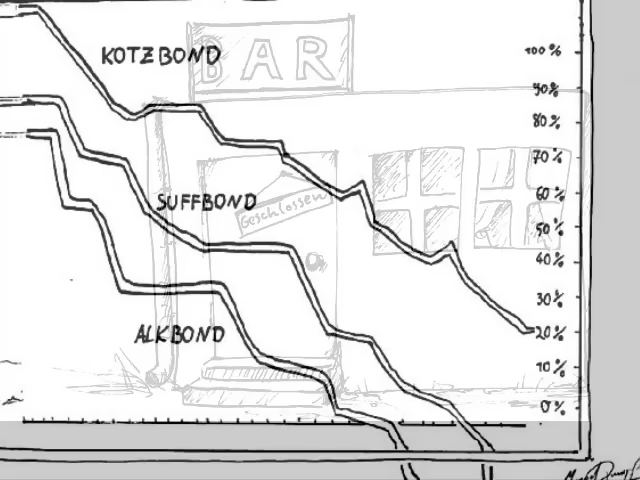 BAR
KOTZBOND
SUFFBOND
Geschlossen
ALKBOND
100%
90%
80%
70%
60%
50%
40%
30%
20%
10%
0%